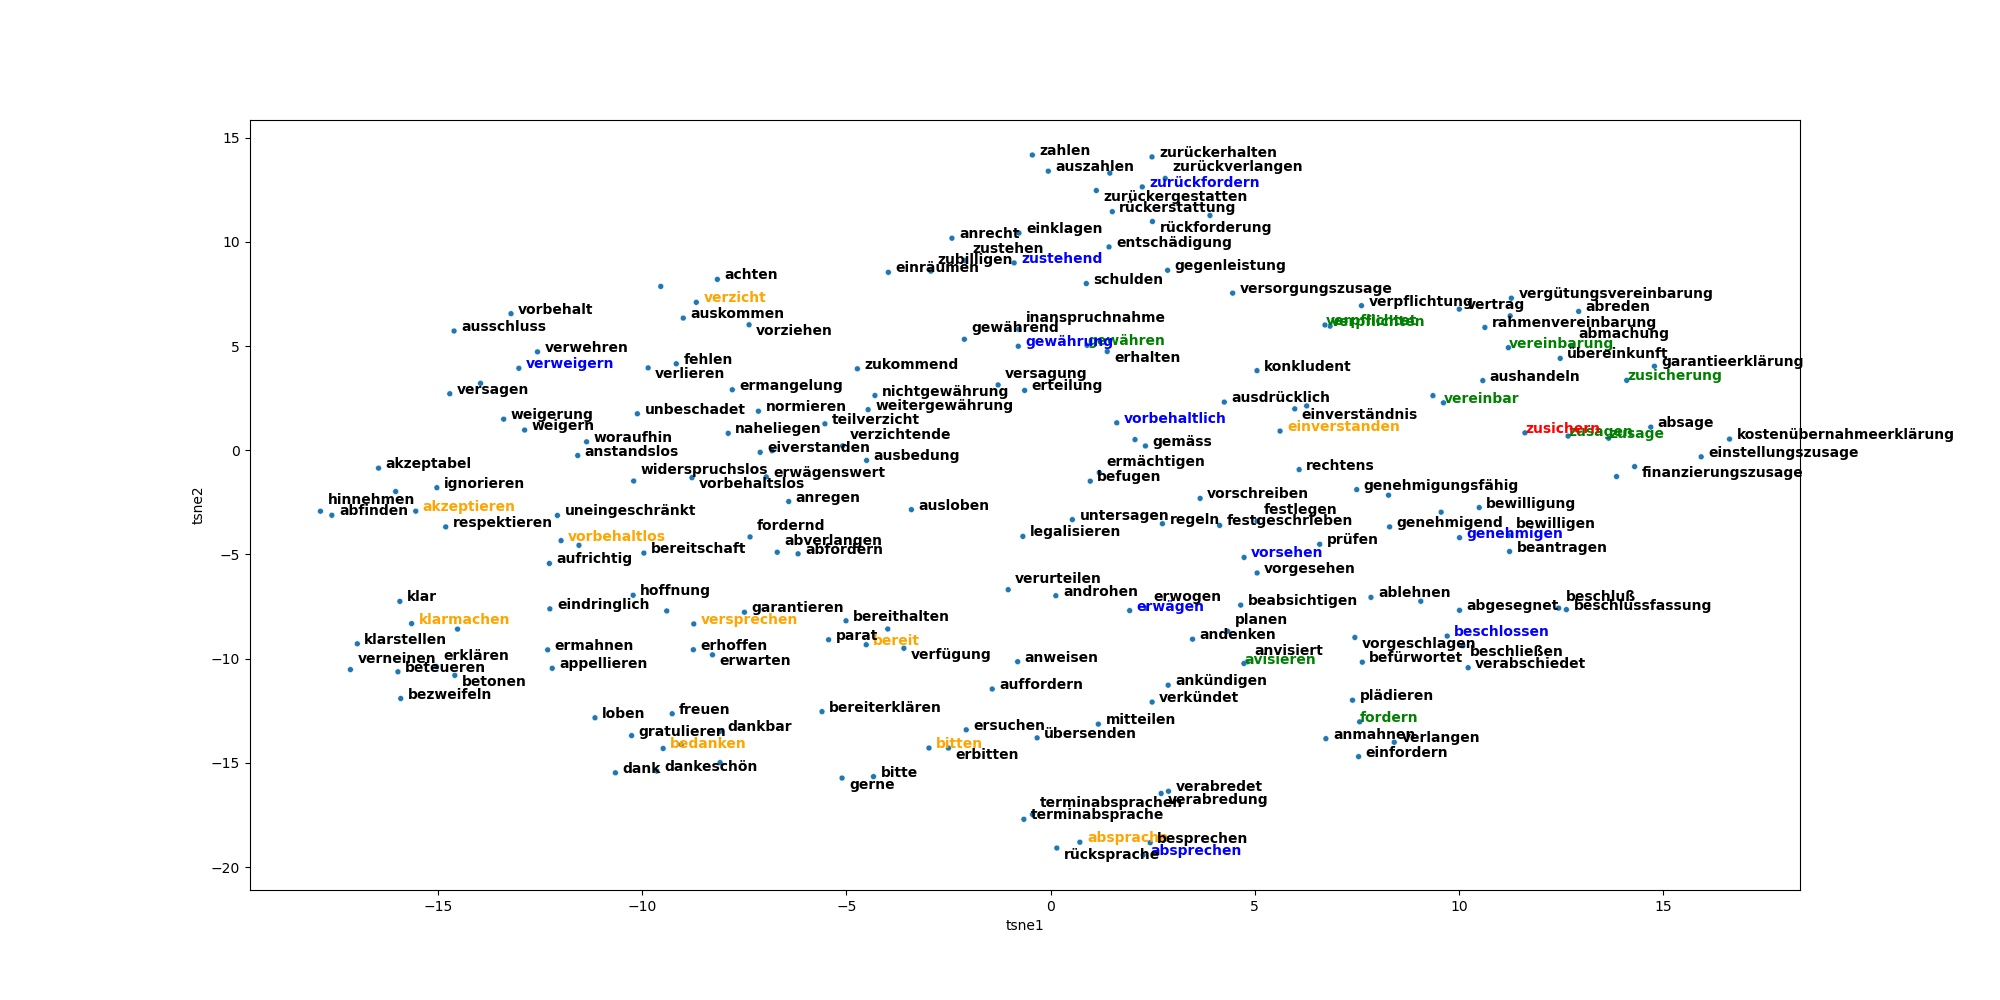 15
10
5
0
−5
−10
−15
−20
tsne2
−15
−10
−5
0
5
10
15
tsne1
zahlen
zurückerhalten
auszahlen
zurückverlangen
zurückfordern
zurückergestatten
rückerstattung
einklagen
rückforderung
anrecht
entschädigung
zustehen
zubilligen
zustehend
einräumen
gegenleistung
achten
schulden
versorgungszusage
vergütungsvereinbarung
verzicht
verpflichtung
vertrag
abreden
vorbehalt
auskommen
inanspruchnahme
verpflichten
rahmenvereinbarung
ausschluss
vorziehen
gewährend
abmachung
verwehren
gewährung
gewähren
vereinbarung
übereinkunft
verweigern
fehlen
zukommend
erhalten
konkludent
garantieerklärung
verlieren
versagung
aushandeln
zusicherung
versagen
ermangelung
nichtgewährung
erteilung
ausdrücklich
vereinbar
unbeschadet
normieren
weitergewährung
weigerung
teilverzicht
vorbehaltlich
einverständnis
absage
weigern
naheliegen
verzichtende
einverstanden
zusichern
zusagen
zusage
kostenübernahmeerklärung
woraufhin
eiverstanden
gemäss
anstandslos
ausbedung
einstellungszusage
akzeptabel
widerspruchslos
erwägenswert
ermächtigen
rechtens
finanzierungszusage
ignorieren
vorbehaltslos
befugen
genehmigungsfähig
hinnehmen
anregen
vorschreiben
bewilligung
abfinden
akzeptieren
uneingeschränkt
ausloben
untersagen
festlegen
respektieren
fordernd
regeln
festgeschrieben
genehmigend
bewilligen
vorbehaltlos
abverlangen
legalisieren
prüfen
genehmigen
bereitschaft
abfordern
beantragen
aufrichtig
vorsehen
vorgesehen
hoffnung
verurteilen
klar
eindringlich
garantieren
androhen
erwogen
beabsichtigen
ablehnen
beschluß
klarmachen
versprechen
bereithalten
erwägen
abgesegnet
beschlussfassung
planen
klarstellen
parat
bereit
andenken
beschlossen
ermahnen
erhoffen
verfügung
anvisiert
vorgeschlagen
beschließen
verneinen
erklären
erwarten
anweisen
avisieren
befürwortet
verabschiedet
beteueren
appellieren
betonen
auffordern
ankündigen
bezweifeln
verkündet
plädieren
loben
freuen
bereiterklären
mitteilen
fordern
gratulieren
dankbar
ersuchen
übersenden
anmahnen
verlangen
bedanken
bitten
erbitten
einfordern
dank
dankeschön
bitte
gerne
verabredet
terminabsprachen
verabredung
terminabsprache
absprache
besprechen
rücksprache
absprechen